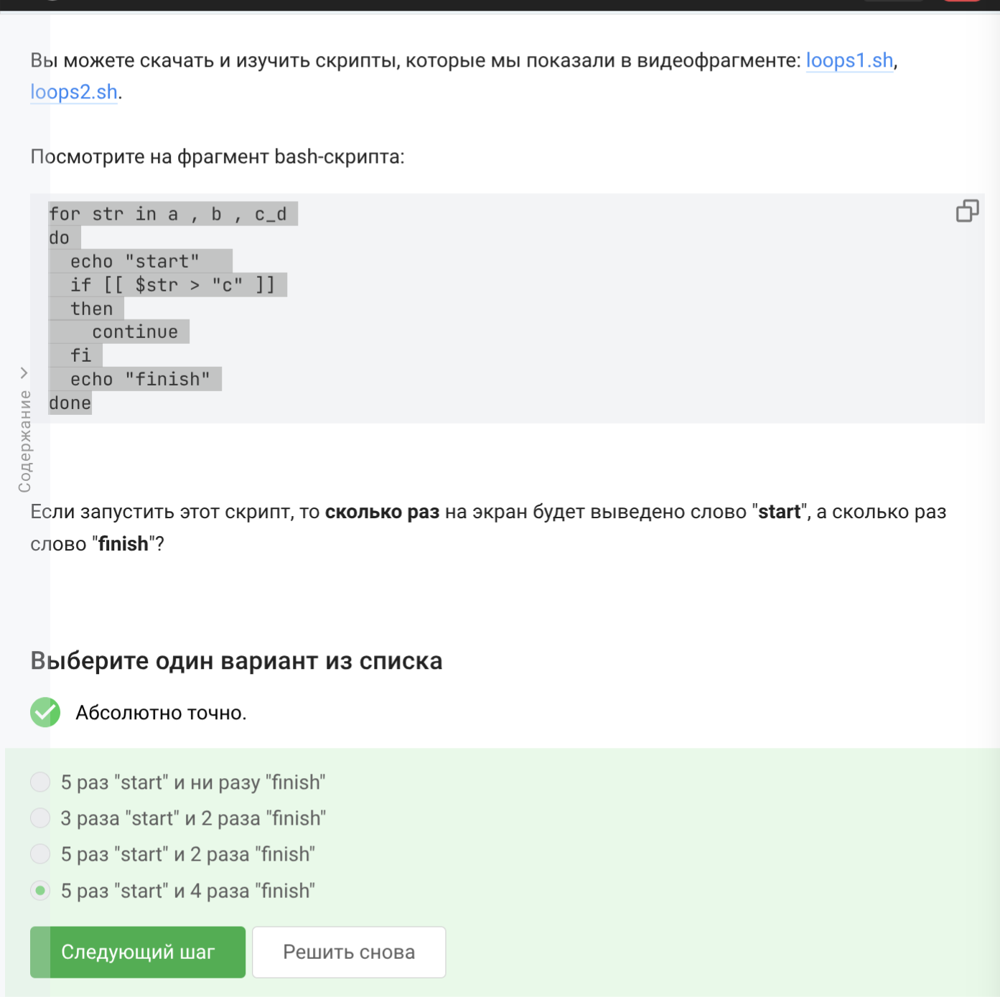 Вы можете скачать и изучить скрипты, которые мы показали в видеофрагменте: loops1.sh,
loops2.sh.
Посмотрите на фрагмент bash-скрипта:
for str in a , b , c_d
do
  echo "start"
  if [[ $str > "c" ]]
  then
    continue
  fi
  echo "finish"
done
Содержание
Если запустить этот скрипт, то сколько раз на экран будет выведено слово "start", а сколько раз
слово "finish"?
Выберите один вариант из списка
Абсолютно точно.
5 раз "start" и ни разу "finish"
3 раза "start" и 2 раза "finish"
5 раз "start" и 2 раза "finish"
5 раз "start" и 4 раза "finish"
Следующий шаг
Решить снова